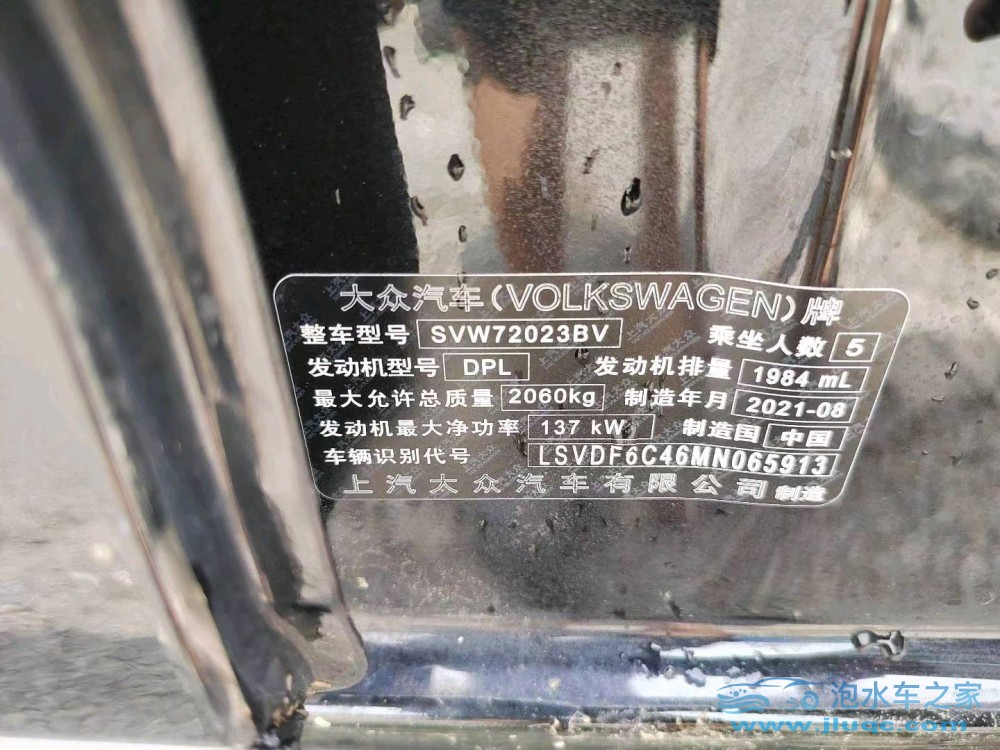 大众汽车(VOLKSWAGEN)牌
整车型号 SVW72023BV 乘坐人数 5
发动机型号 DPL 发动机排量 1984 mL
最大允许总质量 2060kg 制造年月 2021-08
发动机最大净功率 137 kW 制造国 中国
车辆识别代号 LSVDF6C46MN065913
上汽大众汽车有限公司 制造
泡水车之家
www.jluqc.com